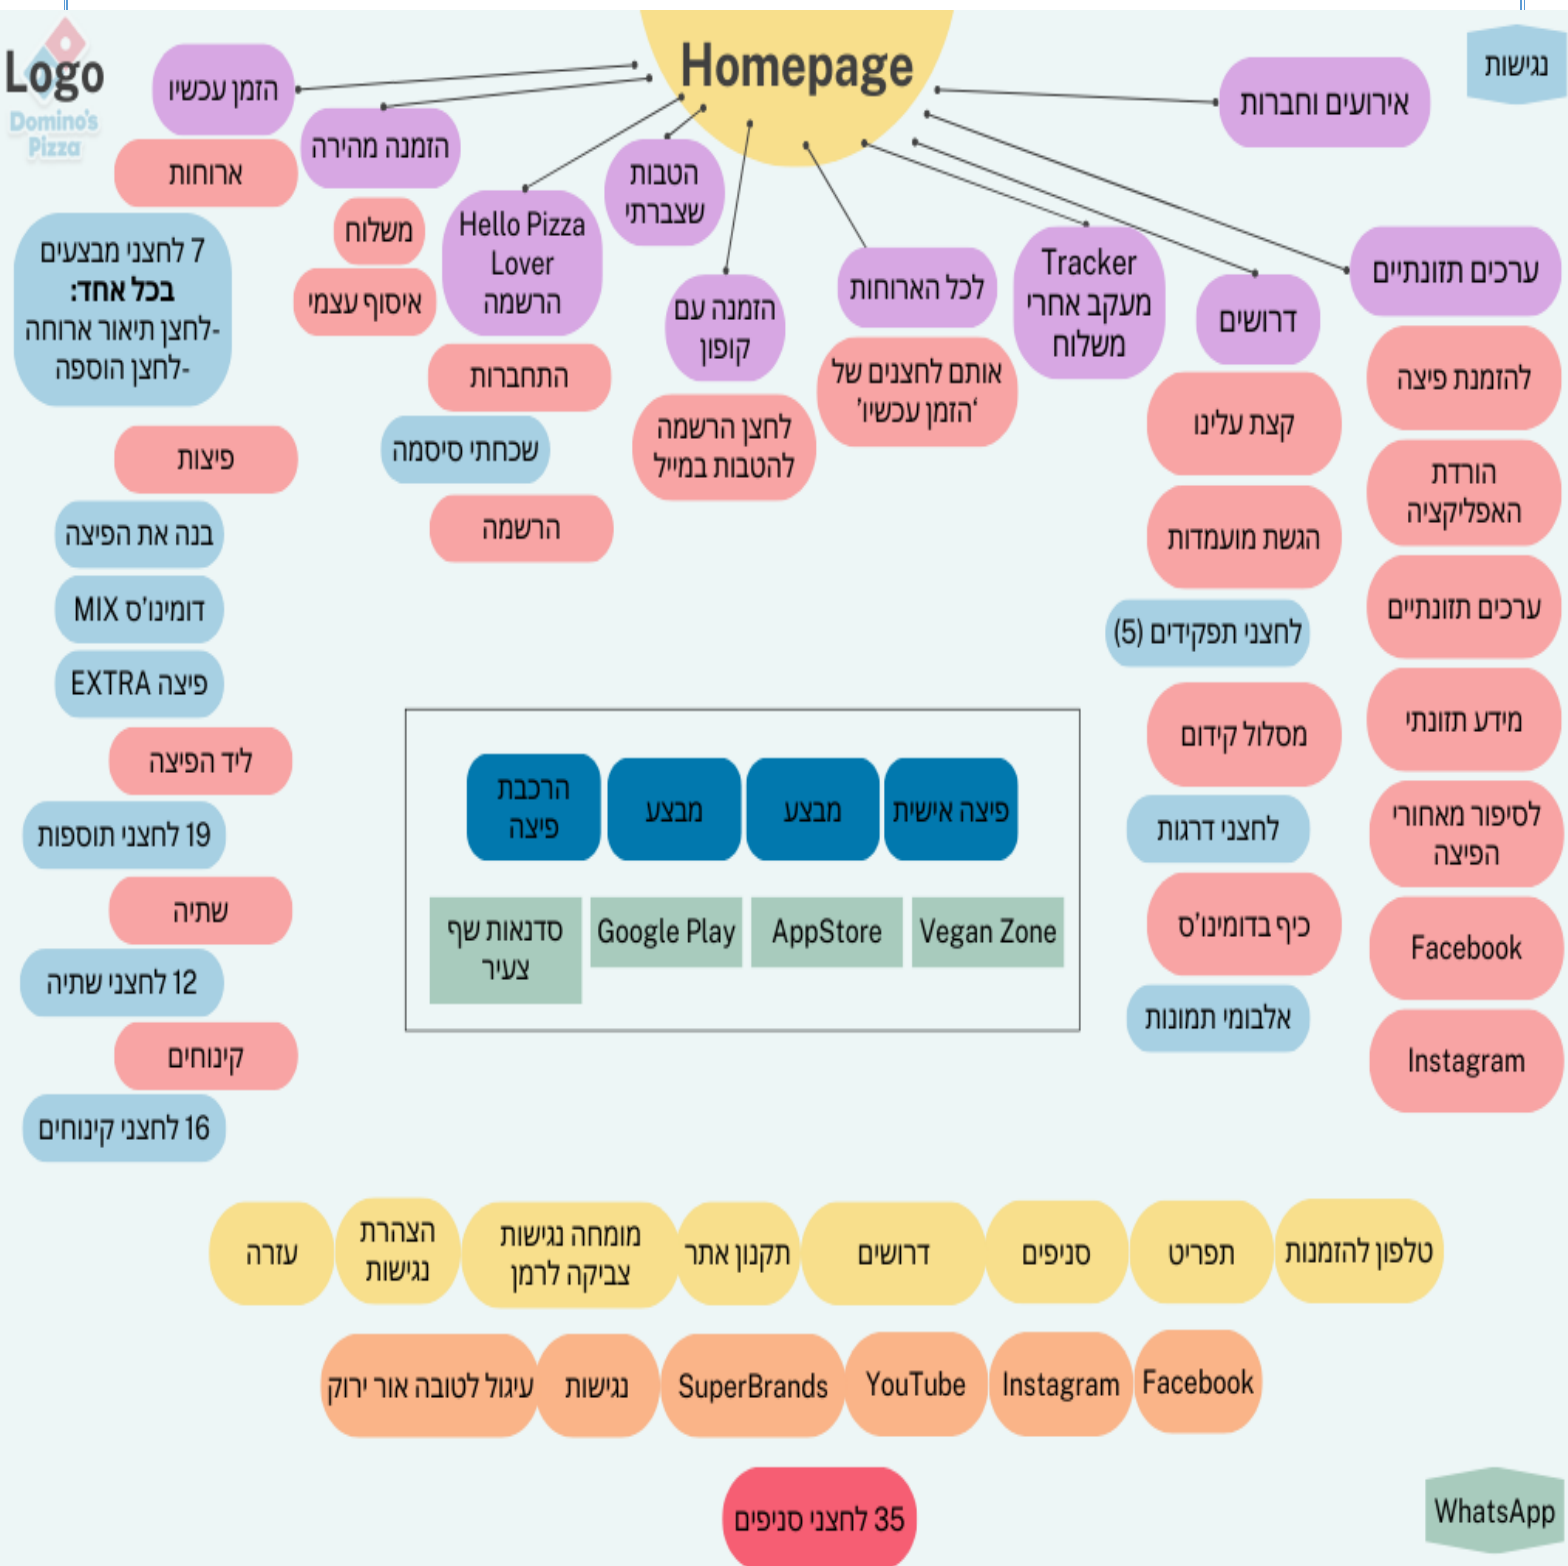 Logo
Domino's
Pizza
Homepage
נגישות
הזמן עכשיו
ארוחות
7 לחצני מבצעים
בכל אחד:
-לחצן תיאור ארוחה
-לחצן הוספה
פיצות
בנה את הפיצה
דומינו'ס MIX
פיצה EXTRA
ליד הפיצה
19 לחצני תוספות
שתיה
12 לחצני שתיה
קינוחים
16 לחצני קינוחים
הזמנה מהירה
משלוח
איסוף עצמי
Hello Pizza
Lover
הרשמה
התחברות
שכחתי סיסמה
הרשמה
הטבות
שצברתי
הזמנה עם
קופון
לחצן הרשמה
להטבות במייל
לכל הארוחות
אותם לחצנים של
'הזמן עכשיו'
Tracker
מעקב אחרי
משלוח
דרושים
קצת עלינו
הגשת מועמדות
לחצני תפקידים (5)
מסלול קידום
לחצני דרגות
כיף בדומינו'ס
אלבומי תמונות
ערכים תזונתיים
להזמנת פיצה
הורדת
האפליקציה
ערכים תזונתיים
מידע תזונתי
לסיפור מאחורי
הפיצה
Facebook
Instagram
אירועים וחברות
הרכבת
פיצה
מבצע
מבצע
פיצה אישית
סדנאות שף
צעיר
Google Play
AppStore
Vegan Zone
עזרה
הצהרת
נגישות
מומחה נגישות
צביקה לרמן
תקנון אתר
דרושים
סניפים
תפריט
טלפון להזמנות
עיגול לטובה אור ירוק
נגישות
SuperBrands
YouTube
Instagram
Facebook
35 לחצני סניפים
WhatsApp